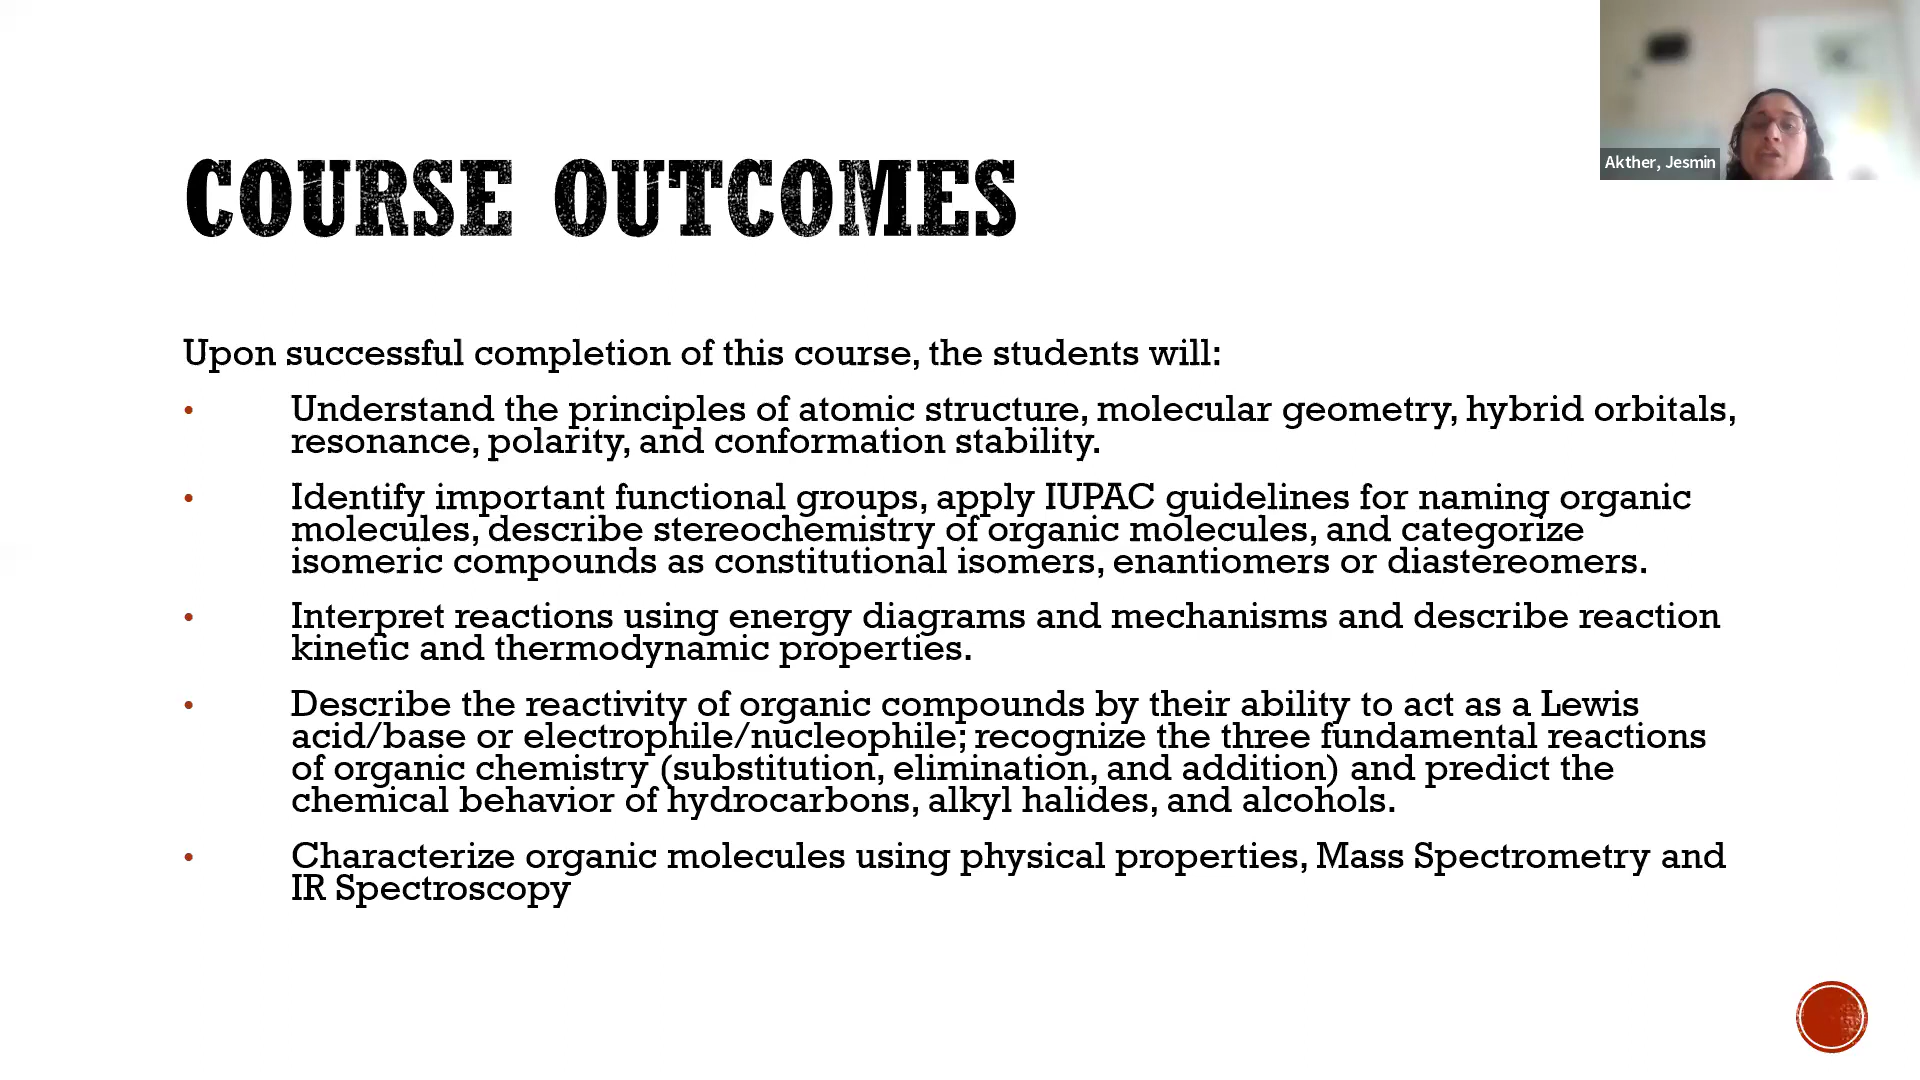 Akther, Jesmin
COURSE OUTCOMES
Upon successful completion of this course, the students will:
• Understand the principles of atomic structure, molecular geometry, hybrid orbitals,
resonance, polarity, and conformation stability.
• Identify important functional groups, apply IUPAC guidelines for naming organic
molecules, describe stereochemistry of organic molecules, and categorize
isomeric compounds as constitutional isomers, enantiomers or diastereomers.
• Interpret reactions using energy diagrams and mechanisms and describe reaction
kinetic and thermodynamic properties.
• Describe the reactivity of organic compounds by their ability to act as a Lewis
acid/base or electrophile/nucleophile; recognize the three fundamental reactions
of organic chemistry (substitution, elimination, and addition) and predict the
chemical behavior of hydrocarbons, alkyl halides, and alcohols.
• Characterize organic molecules using physical properties, Mass Spectrometry and
IR Spectroscopy